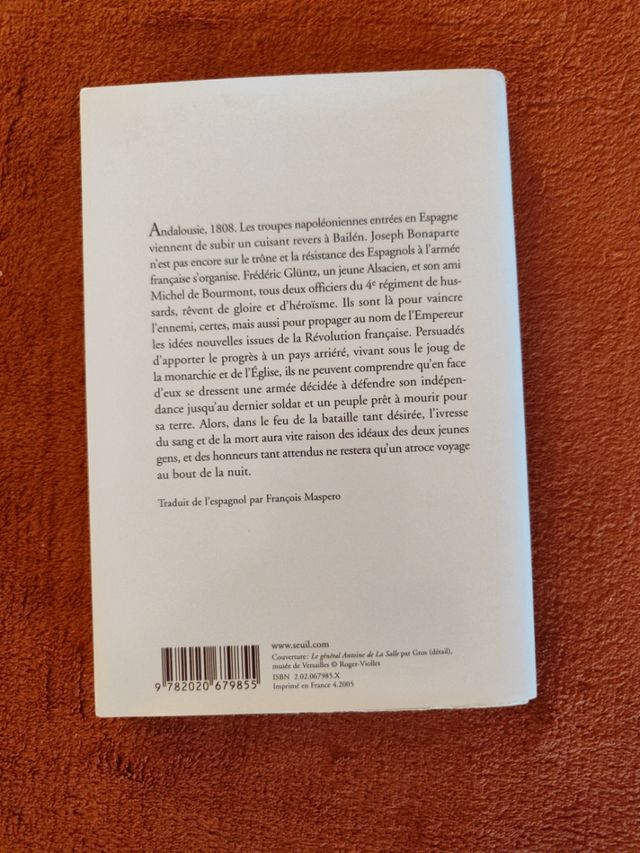 Andalousie, 1808. Les troupes napoléoniennes entrées en Espagne
viennent de subir un cuisant revers à Bailén. Joseph Bonaparte
n'est pas encore sur le trône et la résistance des Espagnols à l'armée
française s'organise. Frédéric Glüntz, un jeune Alsacien, et son ami
Michel de Bourmont, tous deux officiers du 4e régiment de hus-
sards, rêvent de gloire et d'héroïsme. Ils sont là pour vaincre
l'ennemi, certes, mais aussi pour propager au nom de l'Empereur
les idées nouvelles issues de la Révolution française. Persuadés
d'apporter le progrès à un pays arriéré, vivant sous le joug de
la monarchie et de l'Église, ils ne peuvent comprendre qu'en face
d'eux se dressent une armée décidée à défendre son indépen-
dance jusqu'au dernier soldat et un peuple prêt à mourir pour
sa terre. Alors, dans le feu de la bataille tant désirée, l'ivresse
du sang et de la mort aura vite raison des idéaux des deux jeunes
gens, et des honneurs tant attendus ne restera qu'un atroce voyage
au bout de la nuit.
Traduit de l'espagnol par François Maspero
www.seuil.com
Couverture : Le général Antoine de La Salle par Gros (détail),
musée de Versailles © Roger-Viollet
ISBN 2.02.067985.X
Imprimé en France 4.2005
9 782020 679855